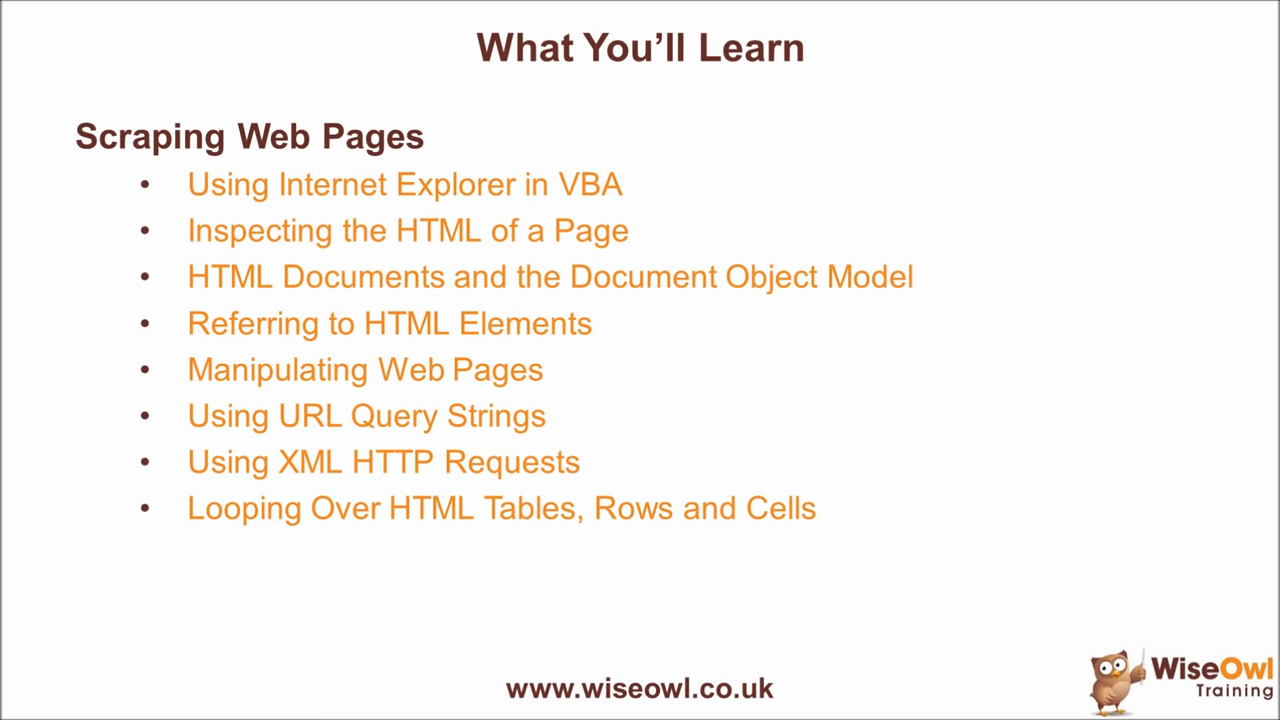 What You’ll Learn
Scraping Web Pages
• Using Internet Explorer in VBA
• Inspecting the HTML of a Page
• HTML Documents and the Document Object Model
• Referring to HTML Elements
• Manipulating Web Pages
• Using URL Query Strings
• Using XML HTTP Requests
• Looping Over HTML Tables, Rows and Cells
www.wiseowl.co.uk
WiseOwl
Training